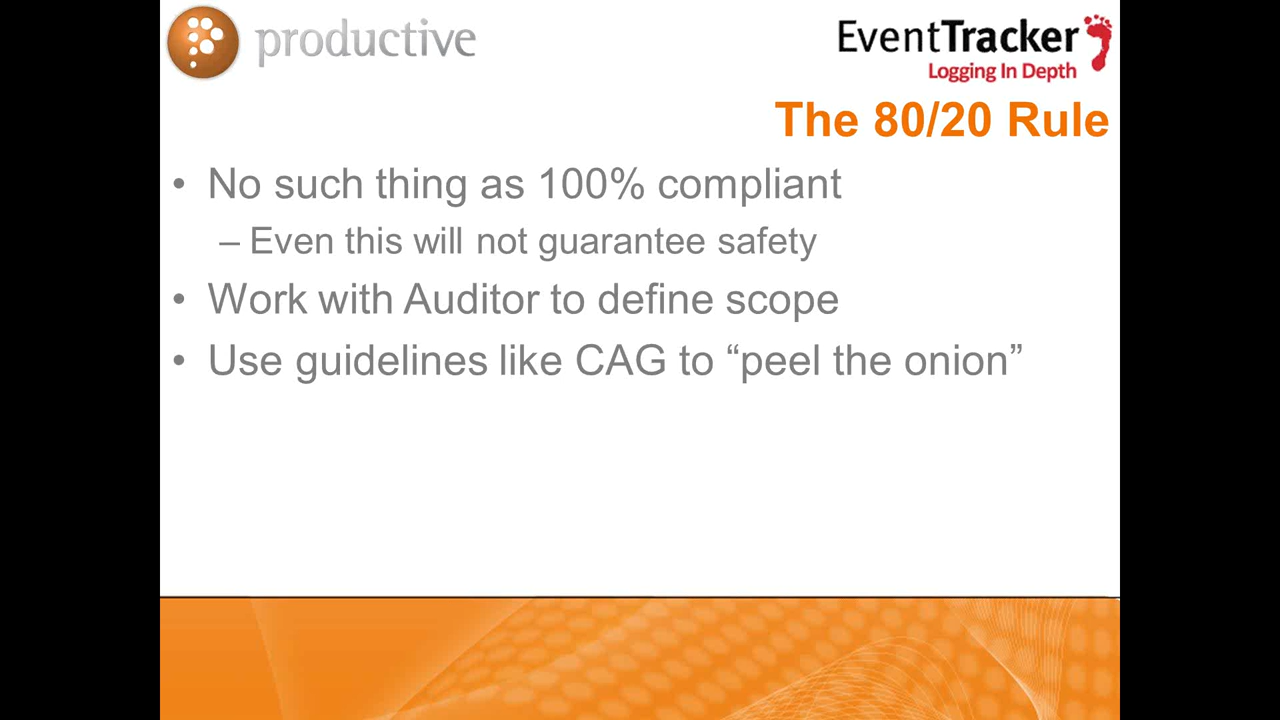 productive
EventTracker
Logging In Depth
The 80/20 Rule
• No such thing as 100% compliant
– Even this will not guarantee safety
• Work with Auditor to define scope
• Use guidelines like CAG to “peel the onion”